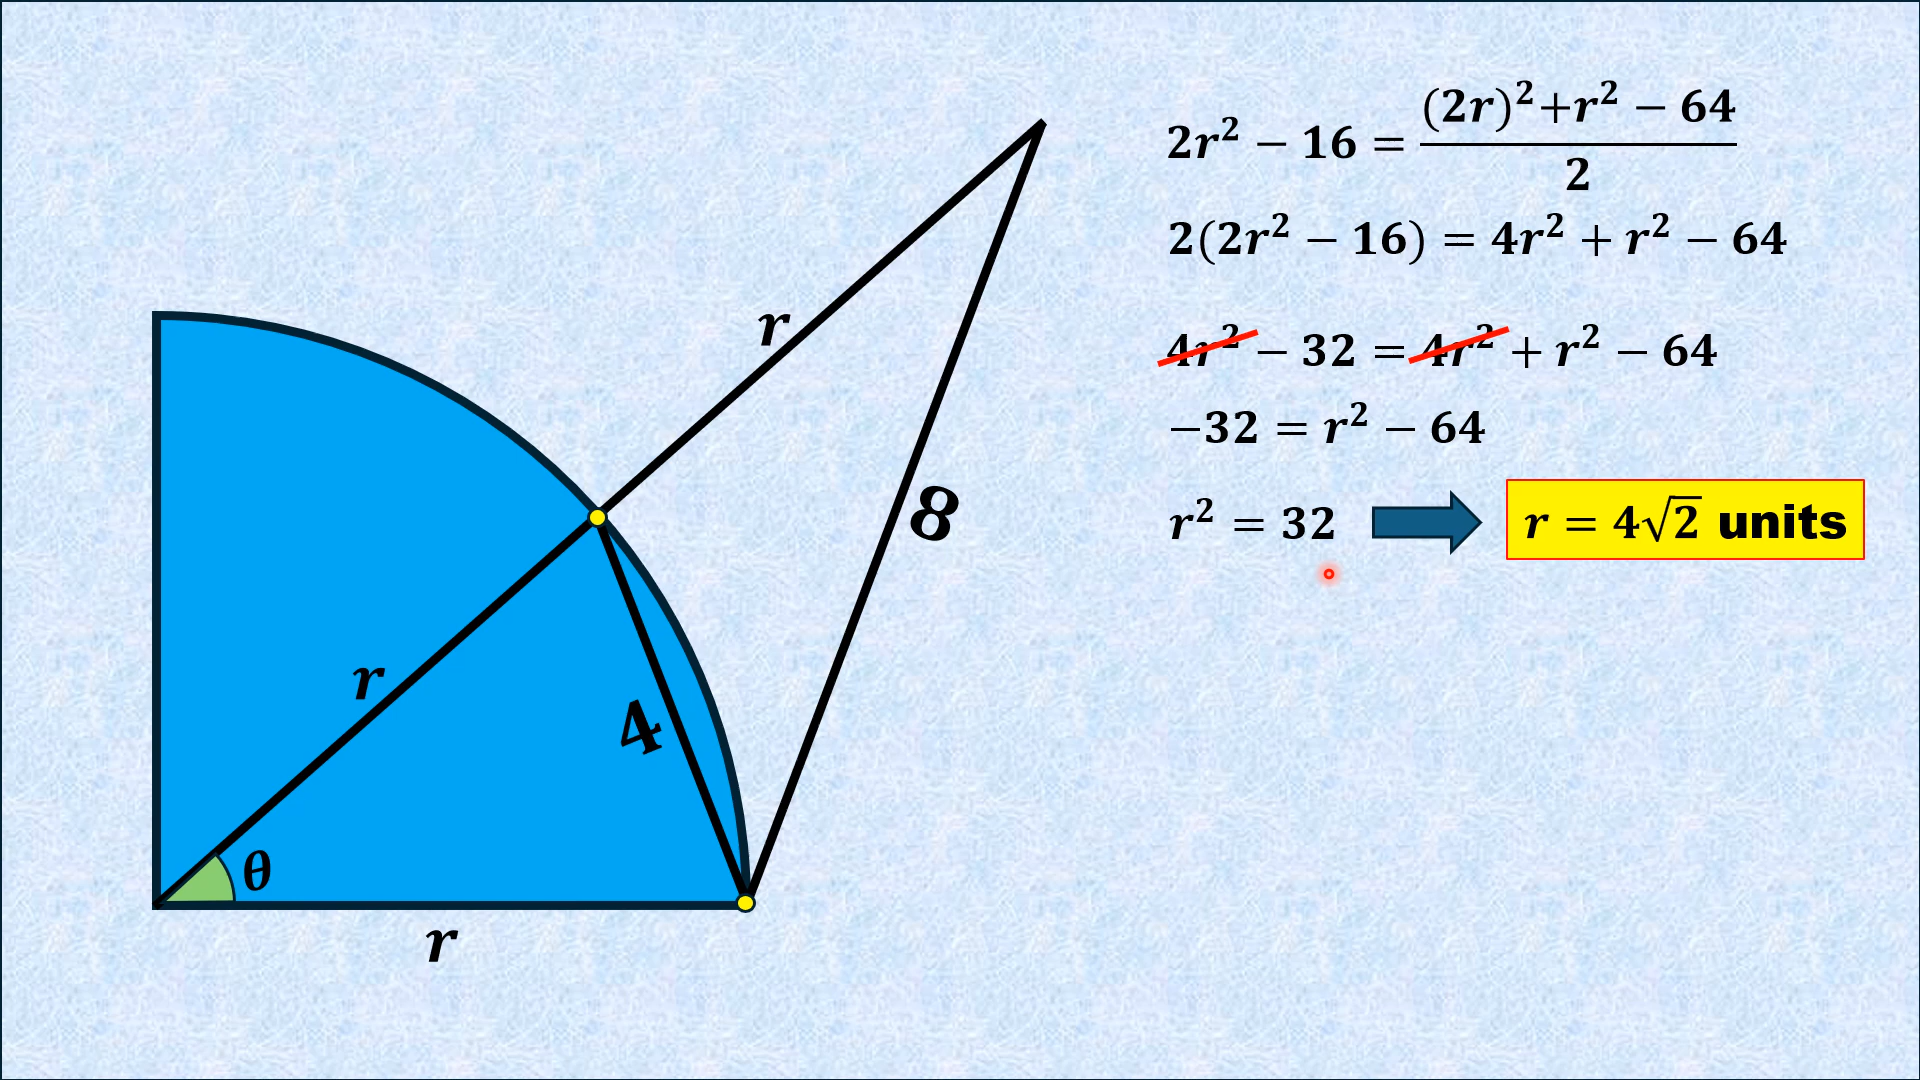 2r² − 16 = ((2r)²+r² − 64)/2
2(2r² − 16) = 4r² + r² − 64
4r² − 32 = 4r² + r² − 64
−32 = r² − 64
r² = 32
r = 4√2 units
r
8
r
4
θ
r